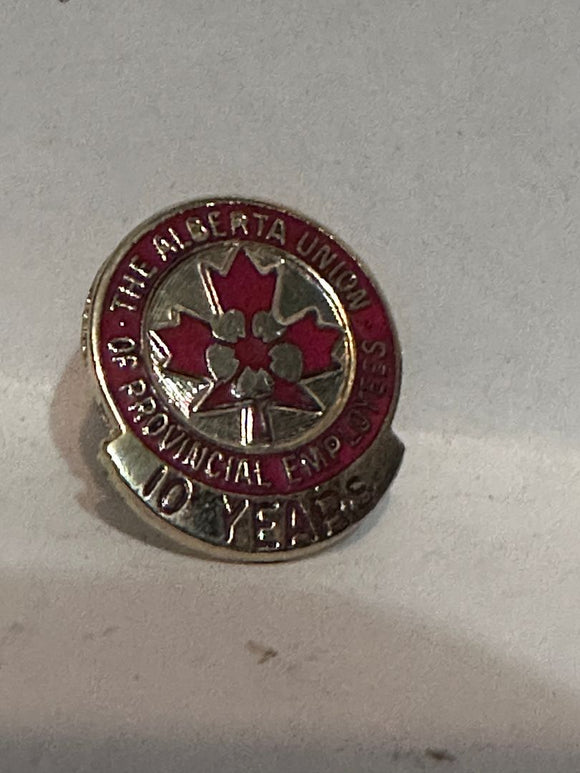 · THE ALBERTA UNION ·
OF PROVINCIAL EMPLOYEES
10 YEARS